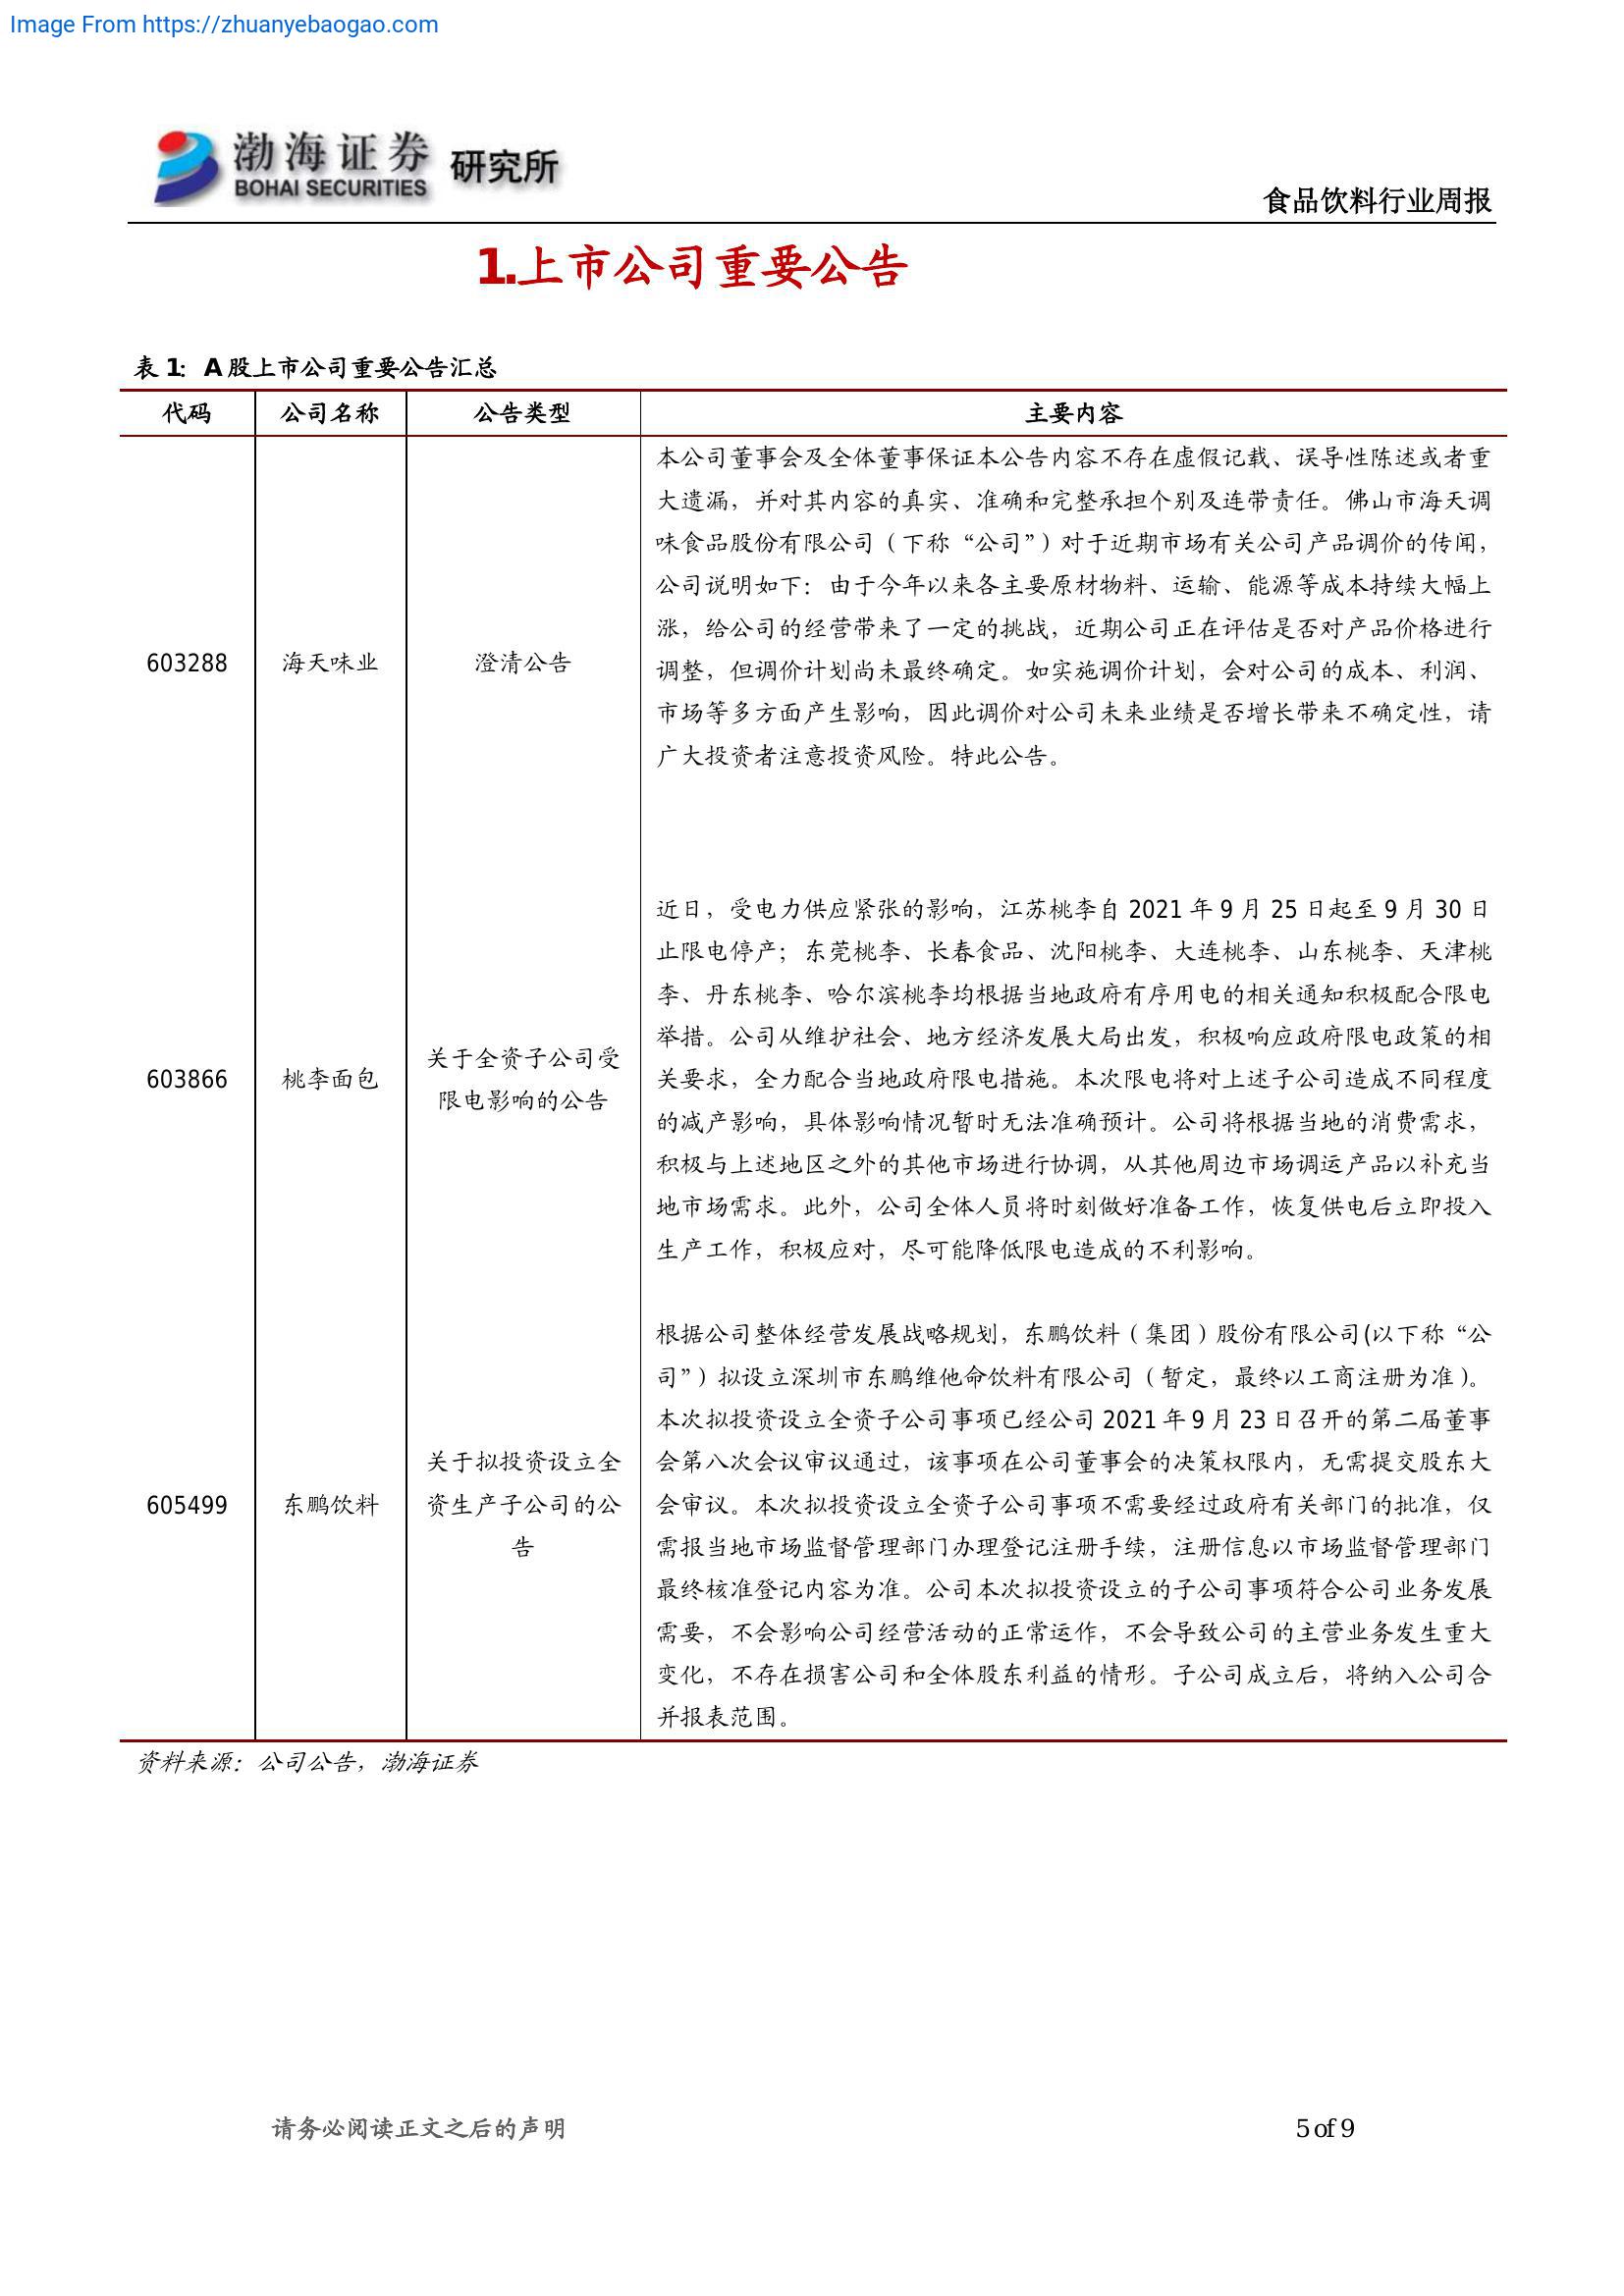 Image From https://zhuanyebaogao.com
渤海证券 研究所
BOHAI SECURITIES
食品饮料行业周报
1.上市公司重要公告
表 1: A 股上市公司重要公告汇总
代码 公司名称 公告类型 主要内容
603288 海天味业 澄清公告
本公司董事会及全体董事保证本公告内容不存在虚假记载、误导性陈述或者重
大遗漏，并对其内容的真实、准确和完整承担个别及连带责任。佛山市海天调
味食品股份有限公司（下称“公司”）对于近期市场有关公司产品调价的传闻，
公司说明如下：由于今年以来各主要原材物料、运输、能源等成本持续大幅上
涨，给公司的经营带来了一定的挑战，近期公司正在评估是否对产品价格进行
调整，但调价计划尚未最终确定。如实施调价计划，会对公司的成本、利润、
市场等多方面产生影响，因此调价对公司未来业绩是否增长带来不确定性，请
广大投资者注意投资风险。特此公告。
603866 桃李面包
关于全资子公司受
限电影响的公告
近日，受电力供应紧张的影响，江苏桃李自 2021 年 9 月 25 日起至 9 月 30 日
止限电停产；东莞桃李、长春食品、沈阳桃李、大连桃李、山东桃李、天津桃
李、丹东桃李、哈尔滨桃李均根据当地政府有序用电的相关通知积极配合限电
举措。公司从维护社会、地方经济发展大局出发，积极响应政府限电政策的相
关要求，全力配合当地政府限电措施。本次限电将对上述子公司造成不同程度
的减产影响，具体影响情况暂时无法准确预计。公司将根据当地的消费需求，
积极与上述地区之外的其他市场进行协调，从其他周边市场调运产品以补充当
地市场需求。此外，公司全体人员将时刻做好准备工作，恢复供电后立即投入
生产工作，积极应对，尽可能降低限电造成的不利影响。
605499 东鹏饮料
关于拟投资设立全
资生产子公司的公
告
根据公司整体经营发展战略规划，东鹏饮料（集团）股份有限公司(以下称“公
司”）拟设立深圳市东鹏维他命饮料有限公司（暂定，最终以工商注册为准）。
本次拟投资设立全资子公司事项已经公司 2021 年 9 月 23 日召开的第二届董事
会第八次会议审议通过，该事项在公司董事会的决策权限内，无需提交股东大
会审议。本次拟投资设立全资子公司事项不需要经过政府有关部门的批准，仅
需报当地市场监督管理部门办理登记注册手续，注册信息以市场监督管理部门
最终核准登记内容为准。公司本次拟投资设立的子公司事项符合公司业务发展
需要，不会影响公司经营活动的正常运作，不会导致公司的主营业务发生重大
变化，不存在损害公司和全体股东利益的情形。子公司成立后，将纳入公司合
并报表范围。
资料来源：公司公告，渤海证券
请务必阅读正文之后的声明 5 of 9